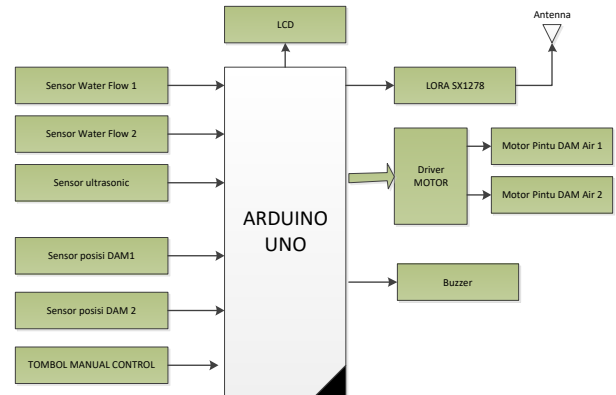 LCD
Antenna
Sensor Water Flow 1
LORA SX1278
Sensor Water Flow 2
Driver
MOTOR
Motor Pintu DAM Air 1
Sensor ultrasonic
Motor Pintu DAM Air 2
ARDUINO
UNO
Sensor posisi DAM1
Buzzer
Sensor posisi DAM 2
TOMBOL MANUAL CONTROL